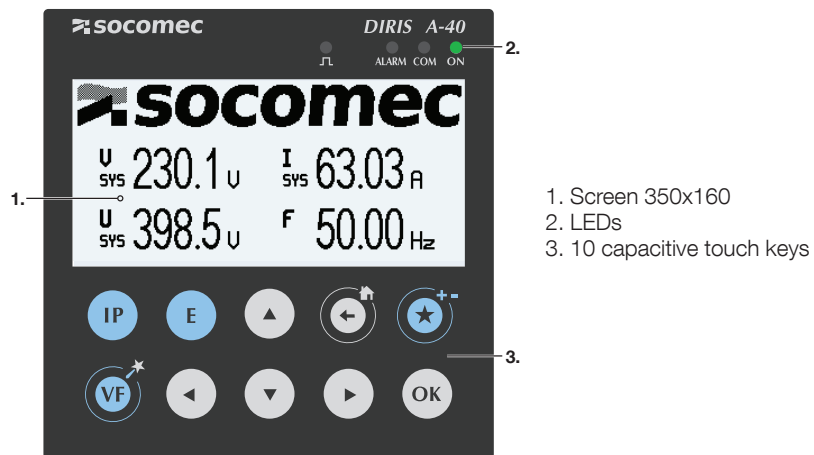 socomec
DIRIS A-40
2.
ALARM COM ON
socomec
V SYS 230.1 V I SYS 63.03 A
1.
U SYS 398.5 V F 50.00 Hz
1. Screen 350x160
2. LEDs
3. 10 capacitive touch keys
IP E + -
3.
VF OK